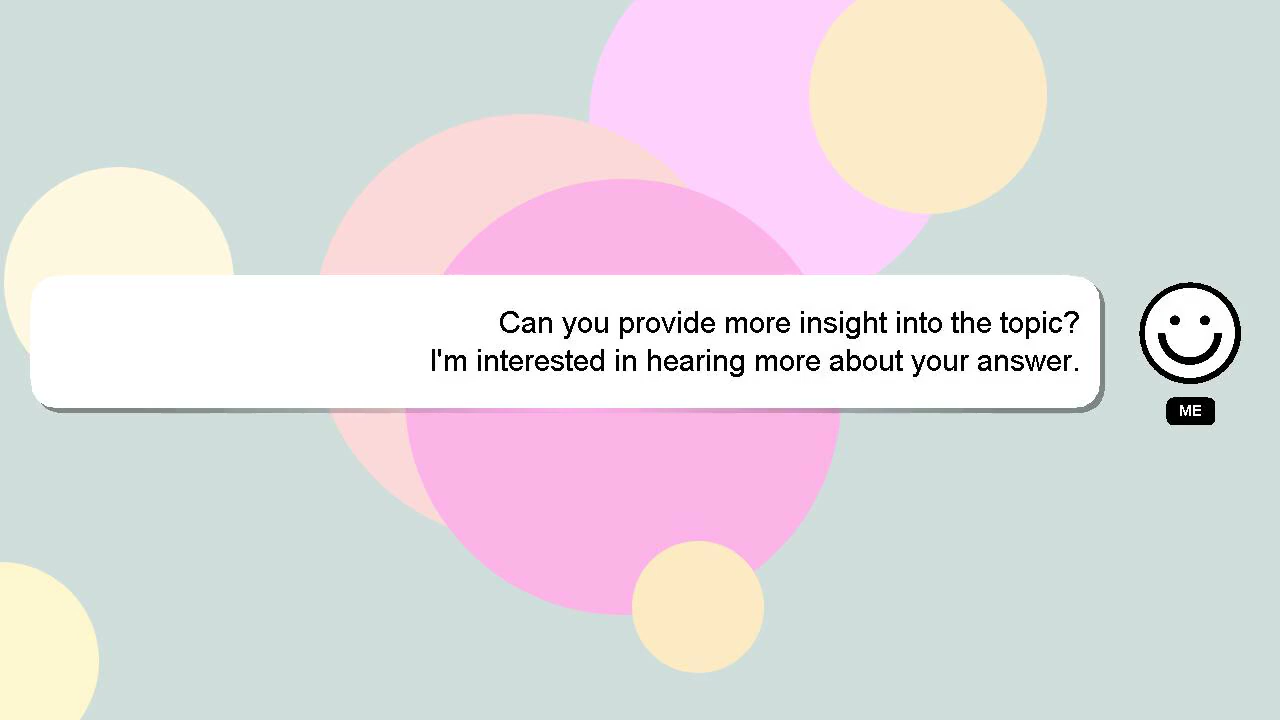 Can you provide more insight into the topic?
I'm interested in hearing more about your answer.
ME